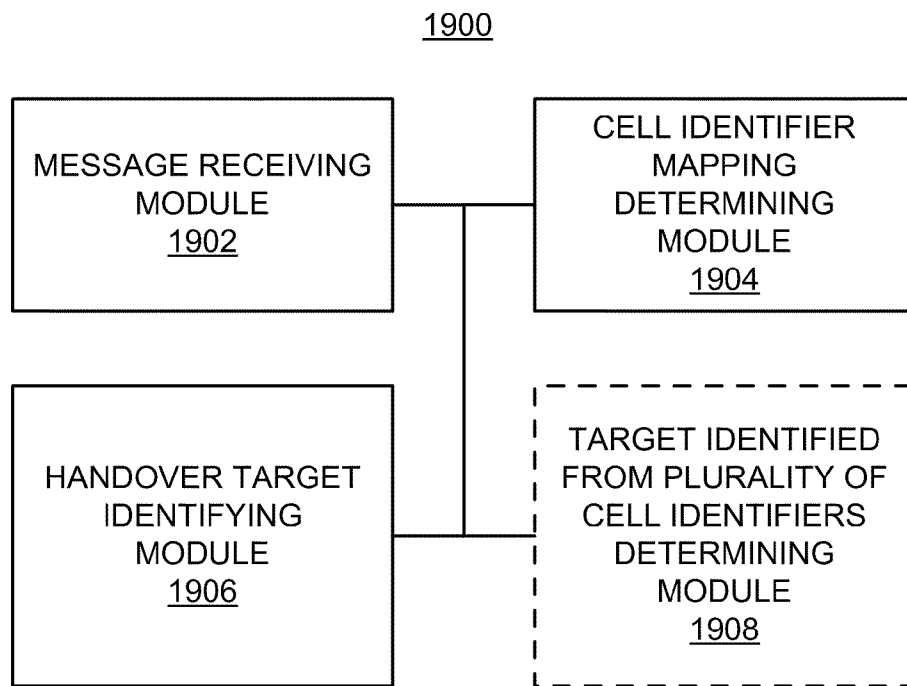 1900
MESSAGE RECEIVING
MODULE
1902
CELL IDENTIFIER
MAPPING
DETERMINING
MODULE
1904
HANDOVER TARGET
IDENTIFYING
MODULE
1906
TARGET IDENTIFIED
FROM PLURALITY OF
CELL IDENTIFIERS
DETERMINING
MODULE
1908